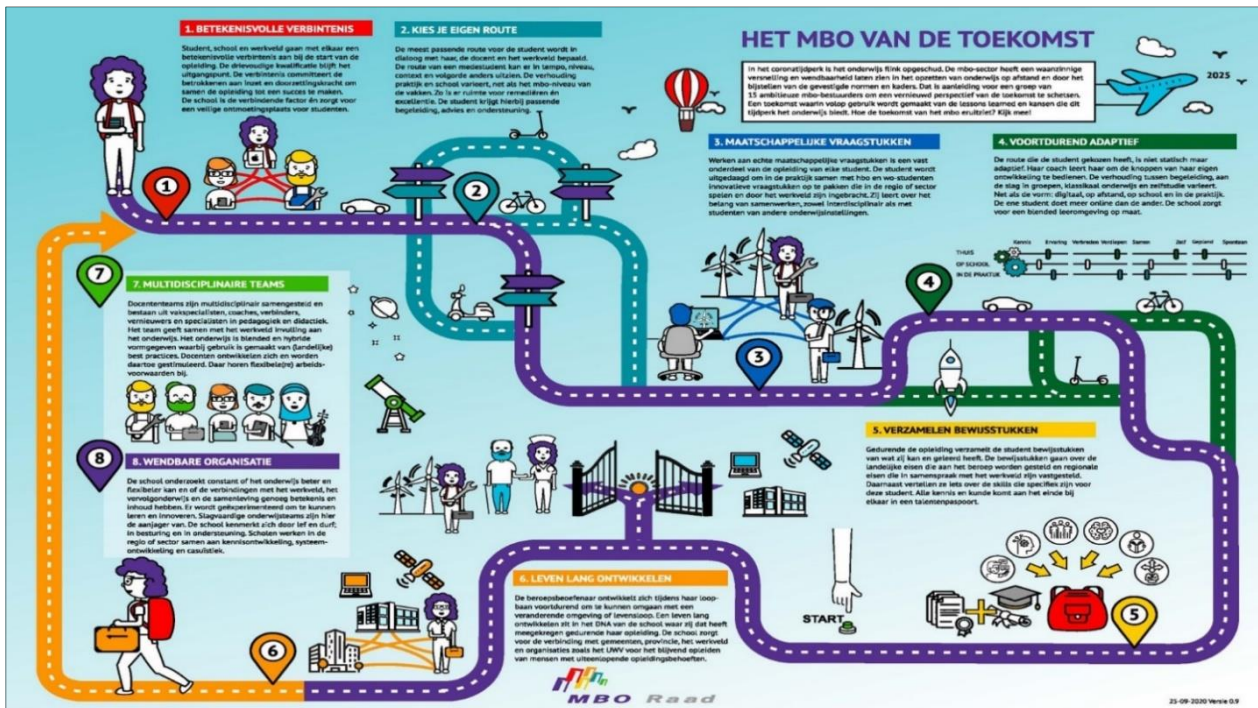 HET MBO VAN DE TOEKOMST
In het coronatijdperk is het onderwijs flink opgeschud. De mbo-sector heeft een waanzinnige
versnelling en wendbaarheid laten zien in het opzetten van onderwijs op afstand en door het
bijstellen van de gevestigde normen en kaders. Dat is aanleiding voor een groep van
15 ambitieuze mbo-bestuurders om een vernieuwd perspectief van de toekomst te schetsen.
Een toekomst waarin volop gebruik wordt gemaakt van de lessons learned en kansen die dit
tijdperk het onderwijs biedt. Hoe de toekomst van het mbo eruitziet? Kijk mee!
2025
1. BETEKENISVOLLE VERBINTENIS
Student, school en werkveld gaan met elkaar een
betekenisvolle verbintenis aan bij de start van de
opleiding. De drievoudige kwalificatie blijft het
uitgangspunt. De verbintenis committeert de
betrokkenen aan inzet en doorzettingskracht om
samen de opleiding tot een succes te maken.
De school is de verbindende factor én zorgt voor
een veilige ontmoetingsplaats voor studenten.
1
2. KIES JE EIGEN ROUTE
De meest passende route voor de student wordt in
dialoog met haar, de docent en het werkveld bepaald.
De route van een medestudent kan er in tempo, niveau,
context en volgorde anders uitzien. De verhouding
praktijk en school varieert, net als het mbo-niveau van
de vakken. Zo is er ruimte voor remediëren én
excellentie. De student krijgt hierbij passende
begeleiding, advies en ondersteuning.
2
3. MAATSCHAPPELIJKE VRAAGSTUKKEN
Werken aan echte maatschappelijke vraagstukken is een vast
onderdeel van de opleiding van elke student. De student wordt
uitgedaagd om in de praktijk samen met hbo en wo-studenten
innovatieve vraagstukken op te pakken die in de regio of sector
spelen en door het werkveld zijn ingebracht. Zij leert over het
belang van samenwerken, zowel interdisciplinair als met
studenten van andere onderwijsinstellingen.
3
4. VOORTDUREND ADAPTIEF
De route die de student gekozen heeft, is niet statisch maar
adaptief. Haar coach leert haar om de knoppen van haar eigen
ontwikkeling te bedienen. De verhouding tussen begeleiding, aan
de slag in groepen, klassikaal onderwijs en zelfstudie varieert.
Net als de vorm: digitaal, op afstand, op school en in de praktijk.
De ene student doet meer online dan de ander. De school zorgt
voor een blended leeromgeving op maat.
Kennis Ervaring Verbreden Verdiepen Samen Zelf Gepland Spontaan
THUIS
OP SCHOOL
IN DE PRAKTIJK
4
5. VERZAMELEN BEWIJSSTUKKEN
Gedurende de opleiding verzamelt de student bewijsstukken
van wat zij kan en geleerd heeft. De bewijsstukken gaan over de
landelijke eisen die aan het beroep worden gesteld en regionale
eisen die in samenspraak met het werkveld zijn vastgesteld.
Daarnaast vertellen ze iets over de skills die specifiek zijn voor
deze student. Alle kennis en kunde komt aan het einde bij
elkaar in een talentenpaspoort.
5
START
6. LEVEN LANG ONTWIKKELEN
De beroepsbeoefenaar ontwikkelt zich tijdens haar loop-
baan voortdurend om te kunnen omgaan met een
veranderende omgeving of levensloop. Een leven lang
ontwikkelen zit in het DNA van de school waar zij dat heeft
meegekregen gedurende haar opleiding. De school zorgt
voor de verbinding met gemeenten, provincie, het werkveld
en organisaties zoals het UWV voor het blijvend opleiden
van mensen met uiteenlopende opleidingsbehoeften.
6
7
7. MULTIDISCIPLINAIRE TEAMS
Docententeams zijn multidisciplinair samengesteld en
bestaan uit vakspecialisten, coaches, verbinders,
vernieuwers en specialisten in pedagogiek en didactiek.
Het team geeft samen met het werkveld invulling aan
het onderwijs. Het onderwijs is blended en hybride
vormgegeven waarbij gebruik is gemaakt van (landelijke)
best practices. Docenten ontwikkelen zich en worden
daartoe gestimuleerd. Daar horen flexibele(re) arbeids-
voorwaarden bij.
8
8. WENDBARE ORGANISATIE
De school onderzoekt constant of het onderwijs beter en
flexibeler kan en of de verbindingen met het werkveld, het
vervolgonderwijs en de samenleving genoeg betekenis en
inhoud hebben. Er wordt geëxperimenteerd om te kunnen
leren en innoveren. Slagvaardige onderwijsteams zijn hier
de aanjager van. De school kenmerkt zich door lef en durf;
in besturing en in ondersteuning. Scholen werken in de
regio of sector samen aan kennisontwikkeling, systeem-
ontwikkeling en casuïstiek.
MBO Raad
25-09-2020 Versie 0.9